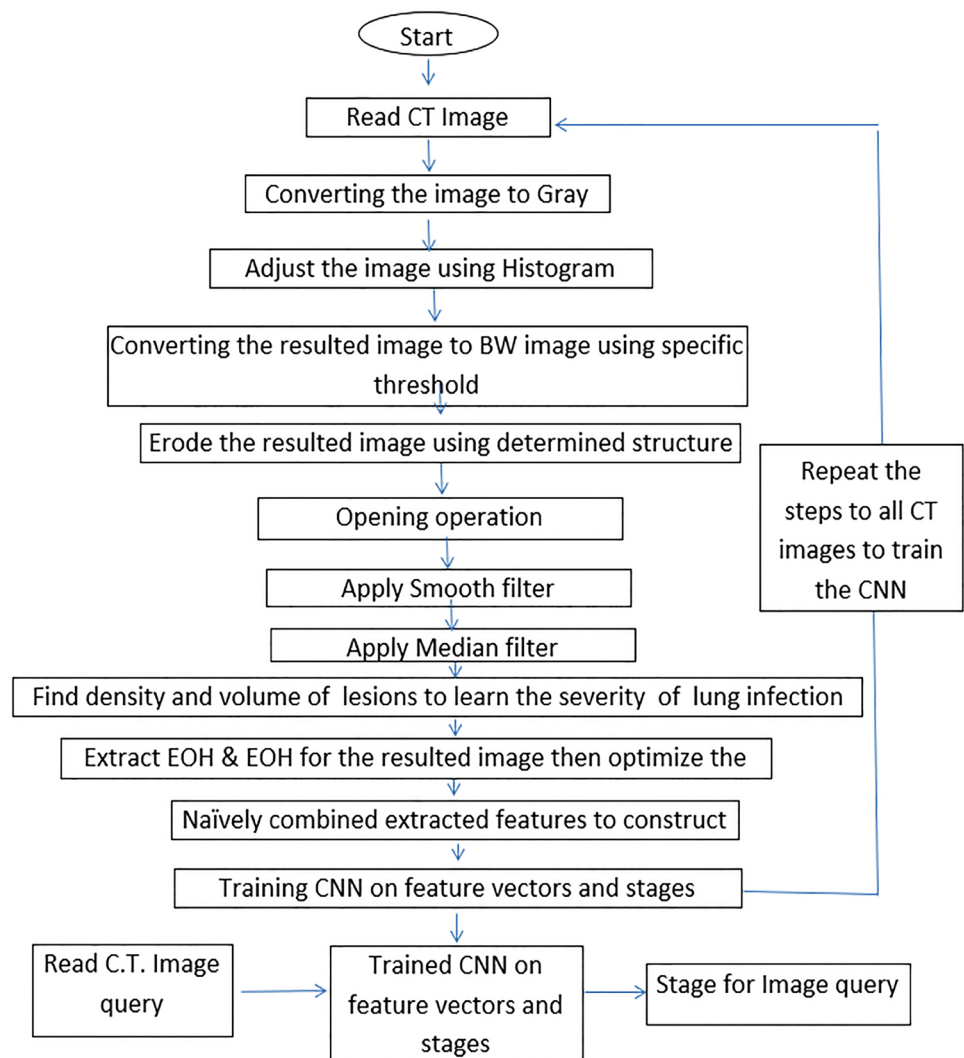 Start
Read CT Image
Converting the image to Gray
Adjust the image using Histogram
Converting the resulted image to BW image using specific
threshold
Erode the resulted image using determined structure
Opening operation
Apply Smooth filter
Apply Median filter
Find density and volume of lesions to learn the severity of lung infection
Extract EOH & EOH for the resulted image then optimize the
Naïvely combined extracted features to construct
Training CNN on feature vectors and stages
Repeat the
steps to all CT
images to train
the CNN
Read C.T. Image
query
Trained CNN on
feature vectors and
stages
Stage for Image query